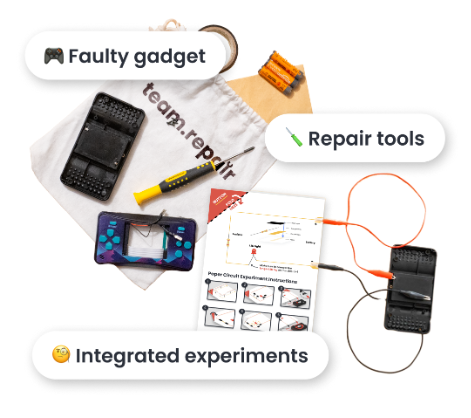 🎮 Faulty gadget
team.repair
Repair tools
Paper Circuit Experiment Instructions
🧐 Integrated experiments